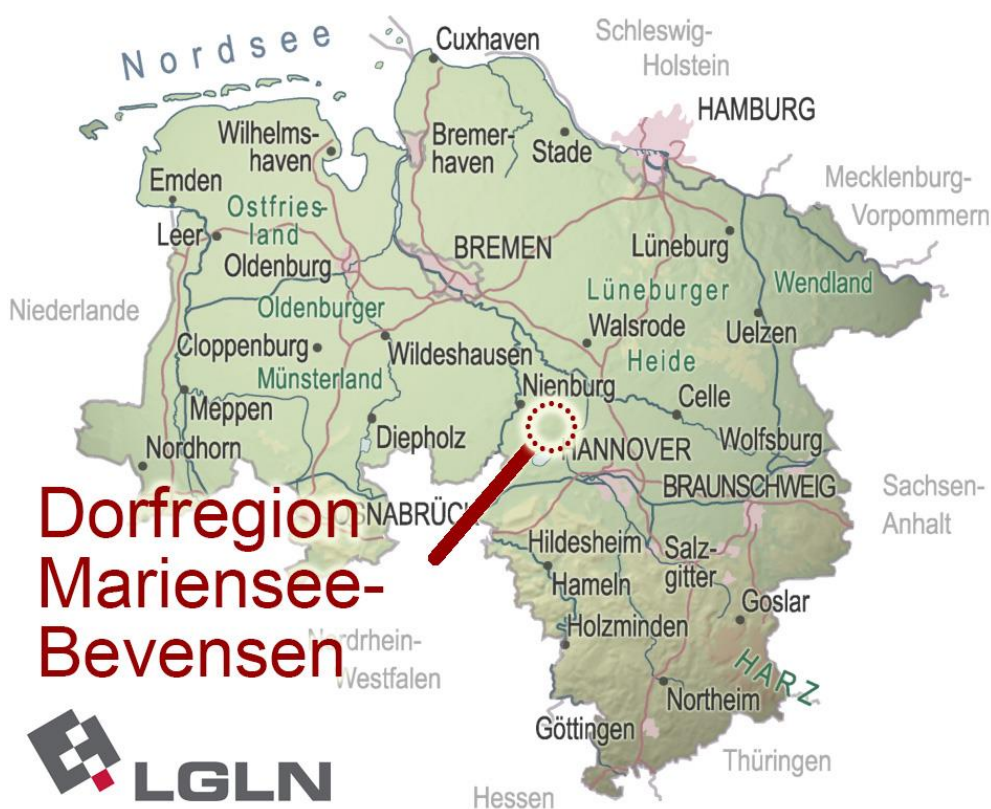 Nordsee
Cuxhaven
Schleswig-
Holstein
HAMBURG
Wilhelms-
haven
Bremer-
haven
Stade
Mecklenburg-
Vorpommern
Emden
Ostfries-
land
Leer
Oldenburg
BREMEN
Lüneburg
Wendland
Niederlande
Oldenburger
Münsterland
Lüneburger
Heide
Walsrode
Uelzen
Cloppenburg
Wildeshausen
Nienburg
Celle
Meppen
Diepholz
Nordhorn
HANNOVER
Wolfsburg
BRAUNSCHWEIG
Sachsen-
Anhalt
OSNABRÜCK
Dorfregion
Mariensee-
Bevensen
Hildesheim
Salz-
gitter
Hameln
Goslar
Holzminden
Nordrhein-
Westfalen
HARZ
Northeim
Göttingen
Thüringen
Hessen
LGLN